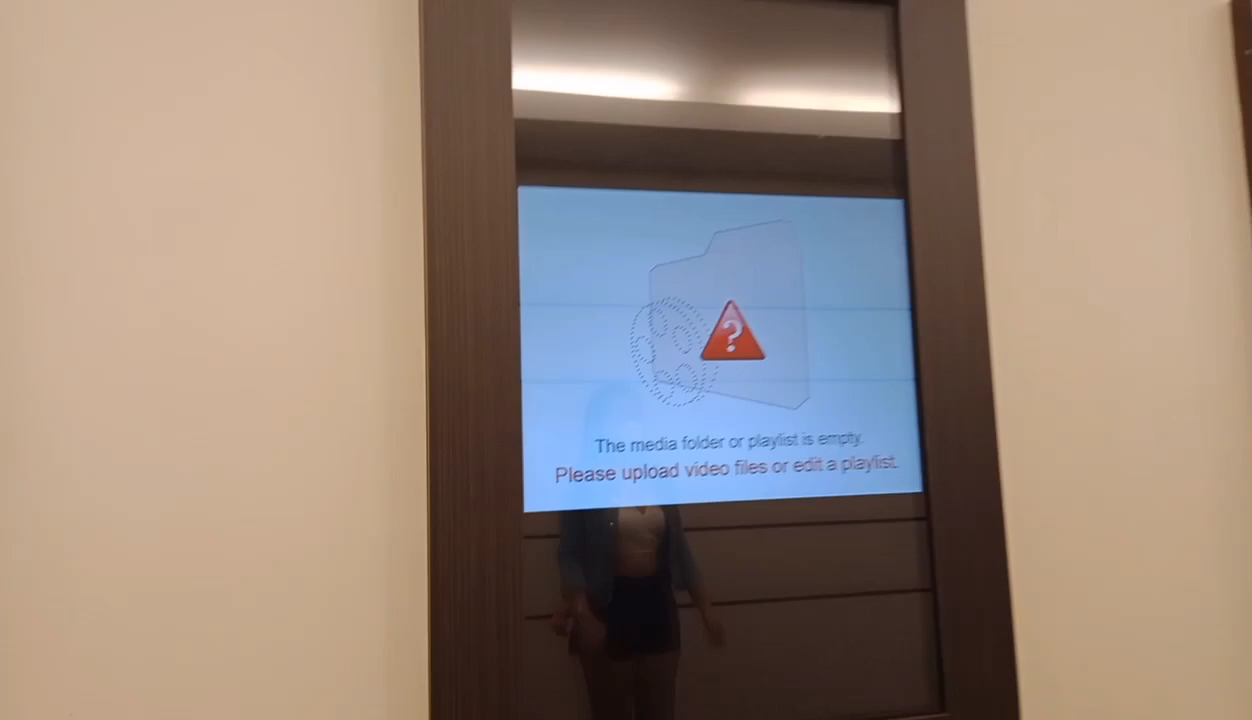 The media folder or playlist is empty.
Please upload video files or edit a playlist.
?